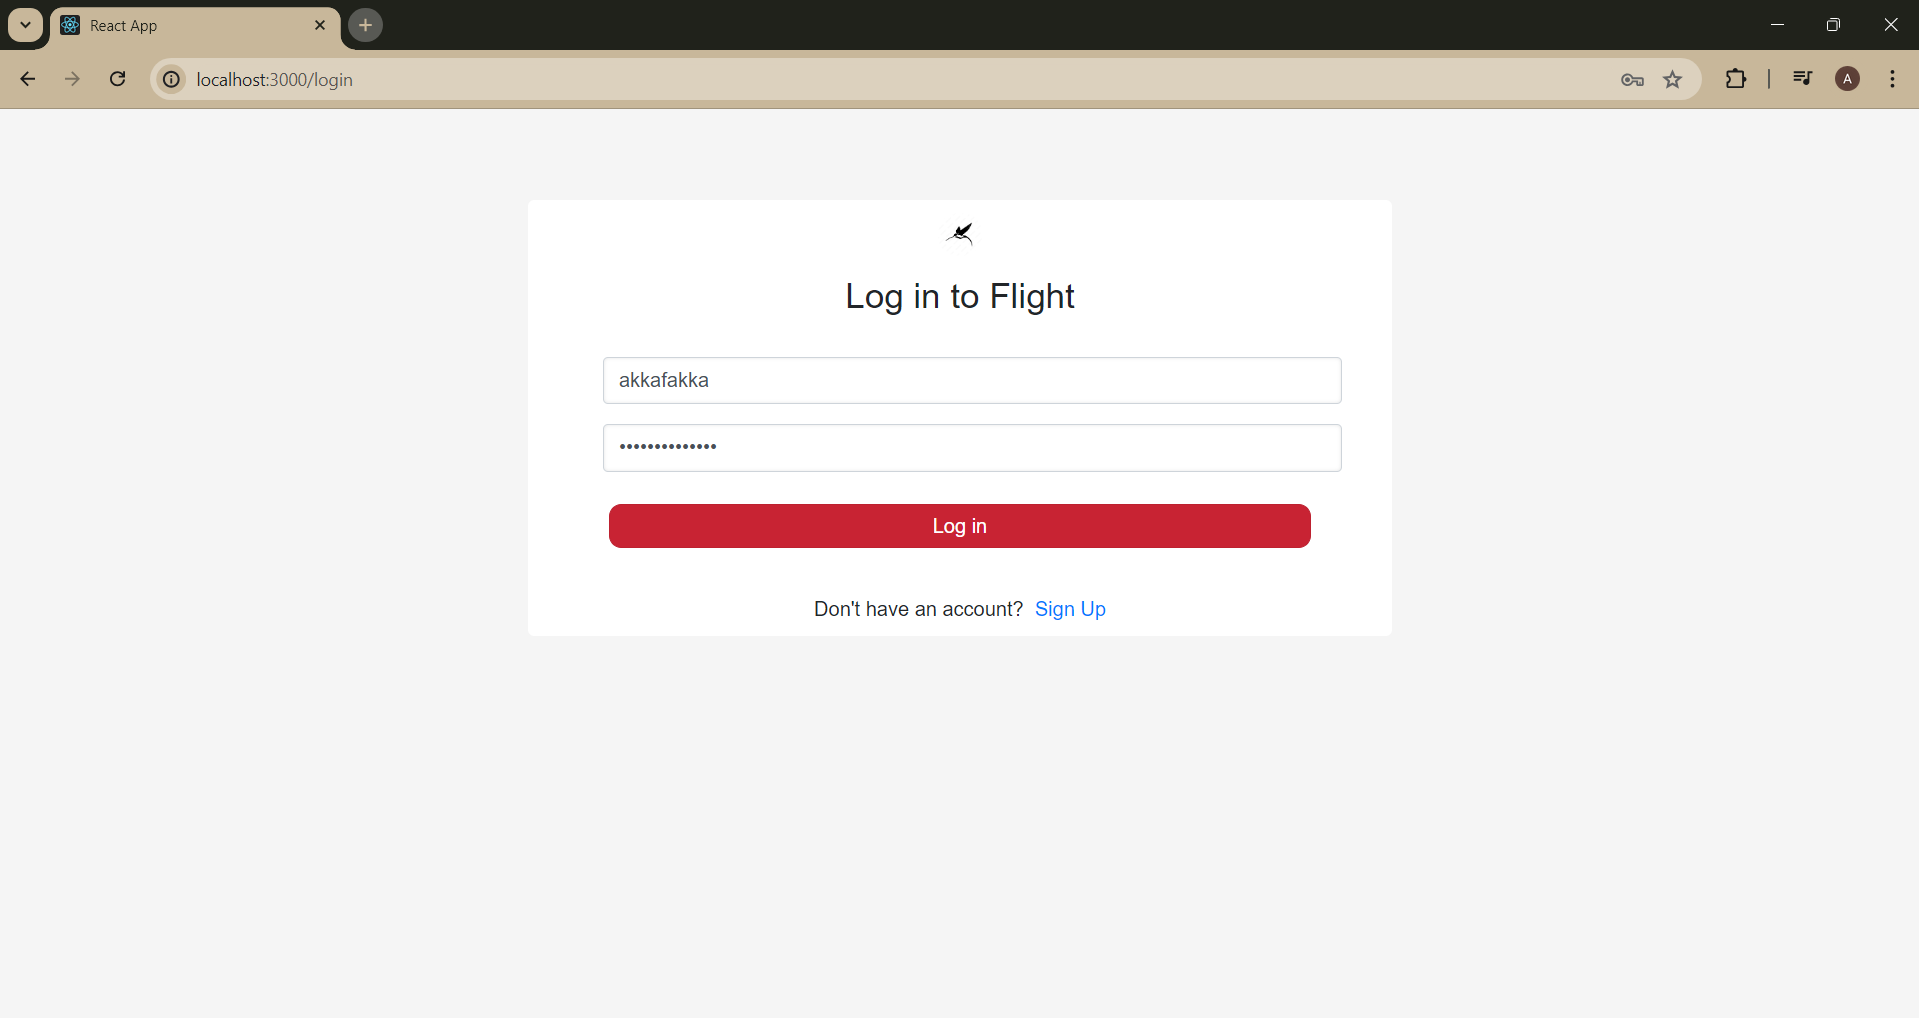 React App
localhost:3000/login
A
Log in to Flight
akkafakka
••••••••••••••
Log in
Don't have an account? Sign Up